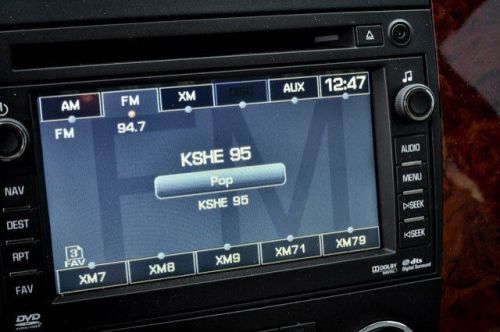 AM FM XM DISC AUX 12:47
FM 94.7
KSHE 95
Pop
KSHE 95
FM
3
FAV
XM7 XM8 XM9 XM71 XM79
NAV
DEST
RPT
FAV
AUDIO
MENU
SEEK
SEEK
DVD
DOLBY
dts
Digital Surround